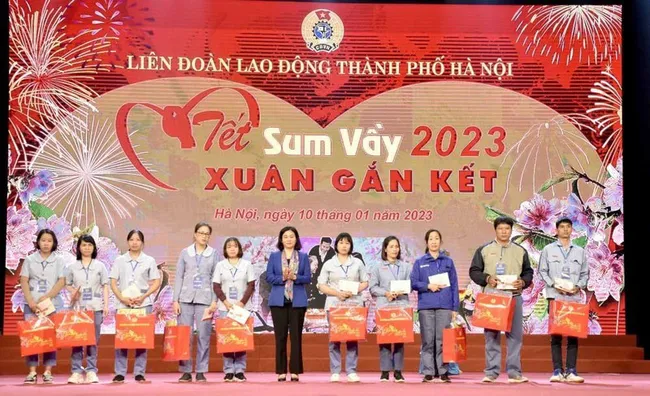 LIÊN ĐOÀN LAO ĐỘNG THÀNH PHỐ HÀ NỘI
Tết Sum Vầy 2023
XUÂN GẮN KẾT
Hà Nội, ngày 10 tháng 01 năm 2023